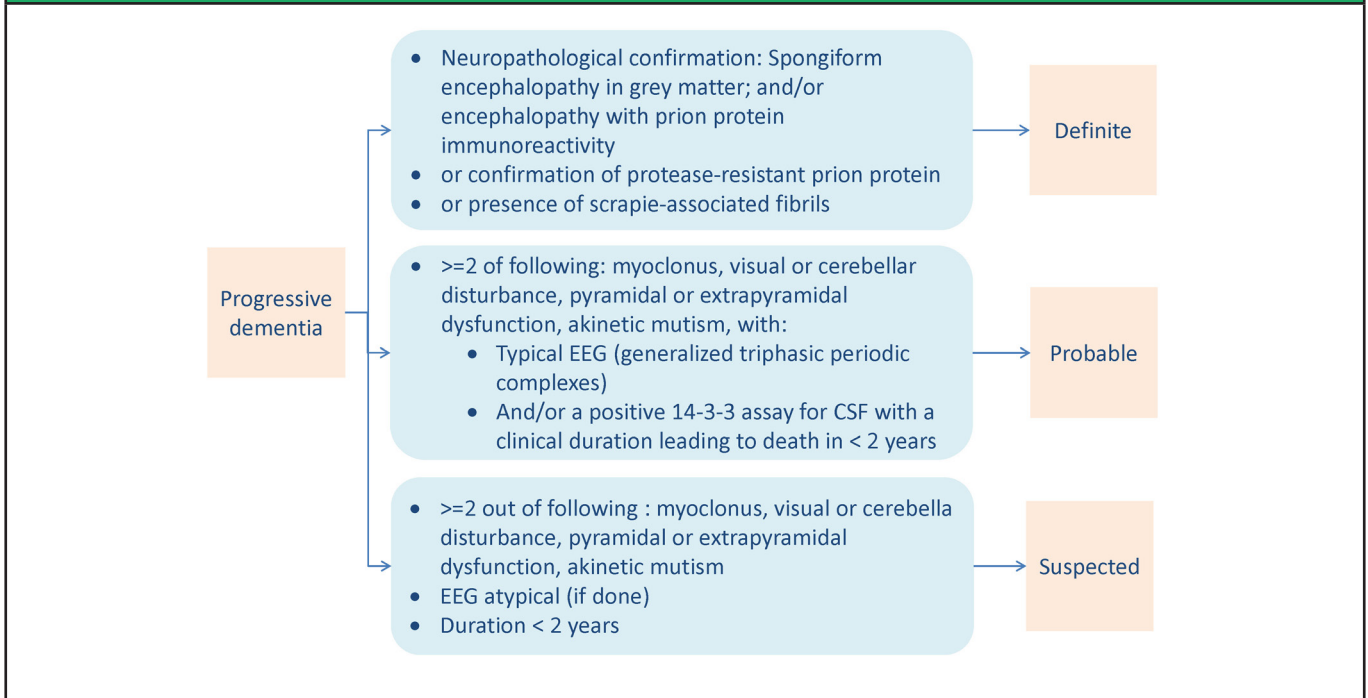 • Neuropathological confirmation: Spongiform
encephalopathy in grey matter; and/or
encephalopathy with prion protein
immunoreactivity
• or confirmation of protease-resistant prion protein
• or presence of scrapie-associated fibrils
Definite
Progressive
dementia
• >=2 of following: myoclonus, visual or cerebellar
disturbance, pyramidal or extrapyramidal
dysfunction, akinetic mutism, with:
• Typical EEG (generalized triphasic periodic
complexes)
• And/or a positive 14-3-3 assay for CSF with a
clinical duration leading to death in < 2 years
Probable
• >=2 out of following : myoclonus, visual or cerebella
disturbance, pyramidal or extrapyramidal
dysfunction, akinetic mutism
• EEG atypical (if done)
• Duration < 2 years
Suspected